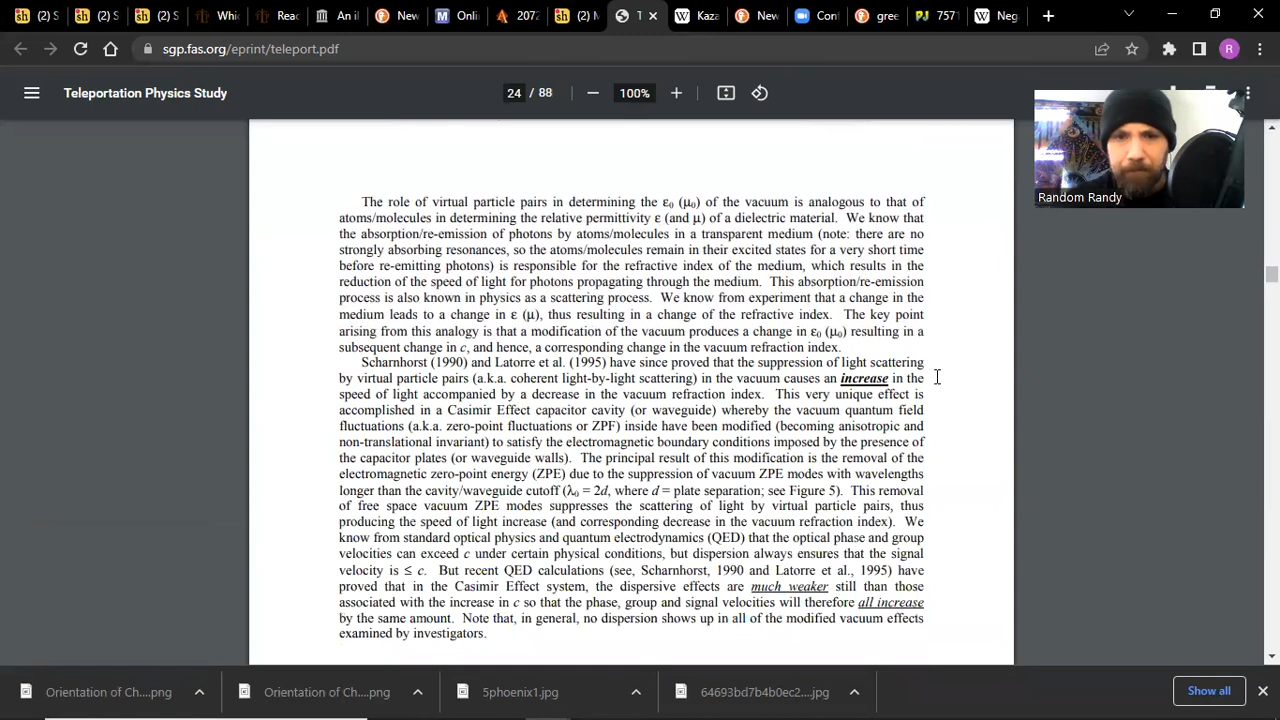 (2) S
(2) S
(2) S
Whi
Rea
An il
New
Onli
2072
(2) M
1
Kaza
New
Conf
gree
7571
Neg
sgp.fas.org/eprint/teleport.pdf
R
Teleportation Physics Study
24 / 88
100%
Random Randy
The role of virtual particle pairs in determining the ε₀ (μ₀) of the vacuum is analogous to that of
atoms/molecules in determining the relative permittivity ε (and μ) of a dielectric material. We know that
the absorption/re-emission of photons by atoms/molecules in a transparent medium (note: there are no
strongly absorbing resonances, so the atoms/molecules remain in their excited states for a very short time
before re-emitting photons) is responsible for the refractive index of the medium, which results in the
reduction of the speed of light for photons propagating through the medium. This absorption/re-emission
process is also known in physics as a scattering process. We know from experiment that a change in the
medium leads to a change in ε (μ), thus resulting in a change of the refractive index. The key point
arising from this analogy is that a modification of the vacuum produces a change in ε₀ (μ₀) resulting in a
subsequent change in c, and hence, a corresponding change in the vacuum refraction index.
Scharnhorst (1990) and Latorre et al. (1995) have since proved that the suppression of light scattering
by virtual particle pairs (a.k.a. coherent light-by-light scattering) in the vacuum causes an increase in the
speed of light accompanied by a decrease in the vacuum refraction index. This very unique effect is
accomplished in a Casimir Effect capacitor cavity (or waveguide) whereby the vacuum quantum field
fluctuations (a.k.a. zero-point fluctuations or ZPF) inside have been modified (becoming anisotropic and
non-translational invariant) to satisfy the electromagnetic boundary conditions imposed by the presence of
the capacitor plates (or waveguide walls). The principal result of this modification is the removal of the
electromagnetic zero-point energy (ZPE) due to the suppression of vacuum ZPE modes with wavelengths
longer than the cavity/waveguide cutoff (λ₀ = 2d, where d = plate separation; see Figure 5). This removal
of free space vacuum ZPE modes suppresses the scattering of light by virtual particle pairs, thus
producing the speed of light increase (and corresponding decrease in the vacuum refraction index). We
know from standard optical physics and quantum electrodynamics (QED) that the optical phase and group
velocities can exceed c under certain physical conditions, but dispersion always ensures that the signal
velocity is ≤ c. But recent QED calculations (see, Scharnhorst, 1990 and Latorre et al., 1995) have
proved that in the Casimir Effect system, the dispersive effects are much weaker still than those
associated with the increase in c so that the phase, group and signal velocities will therefore all increase
by the same amount. Note that, in general, no dispersion shows up in all of the modified vacuum effects
examined by investigators.
Orientation of Ch....png
Orientation of Ch....png
5phoenix1.jpg
64693bd7b4b0ec2....jpg
Show all